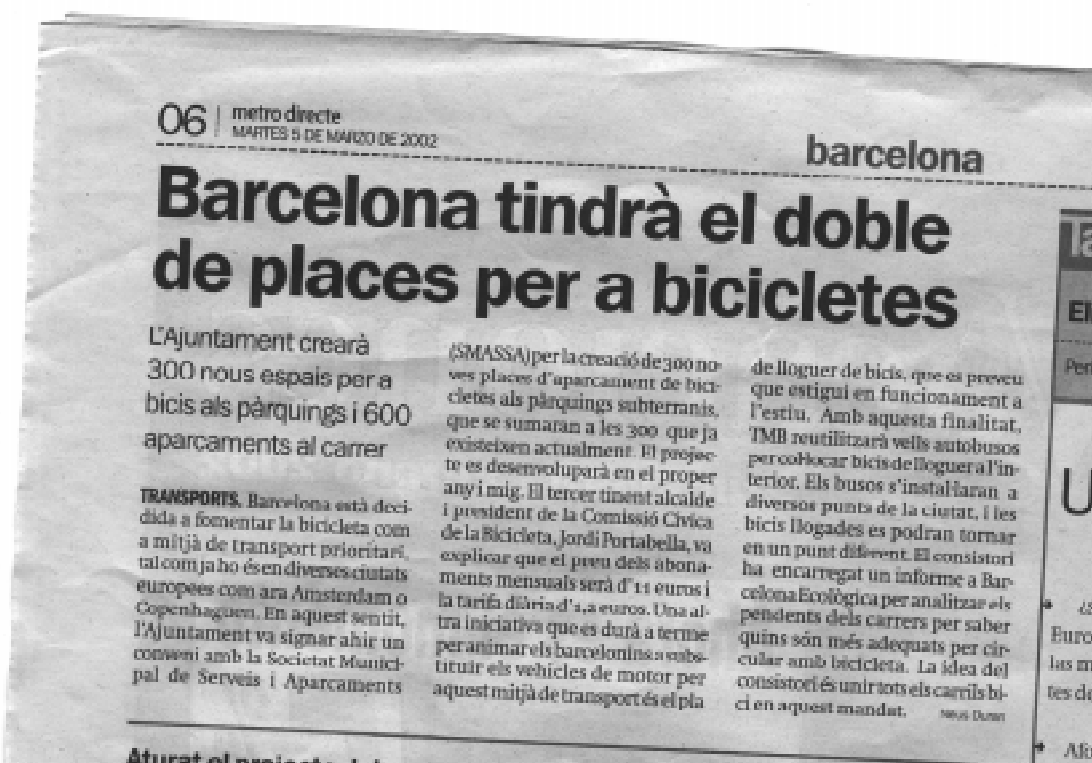 06 metro directe
MARTES 5 DE MARZO DE 2002
barcelona
Barcelona tindrà el doble
de places per a bicicletes
L'Ajuntament crearà
300 nous espais per a
bicis als pàrquings i 600
aparcaments al carrer
TRANSPORTS. Barcelona està deci-
dida a fomentar la bicicleta com
a mitjà de transport prioritari,
tal com ja ho és en diverses ciutats
europees com ara Amsterdam o
Copenhaguen. En aquest sentit,
l'Ajuntament va signar ahir un
conveni amb la Societat Munici-
pal de Serveis i Aparcaments
(SMASSA) per la creació de 300 no-
ves places d'aparcament de bici-
cletes als pàrquings subterranis,
que se sumaran a les 300 que ja
existeixen actualment. El projec-
te es desenvoluparà en el proper
any i mig. El tercer tinent alcalde
i president de la Comissió Cívica
de la Bicicleta, Jordi Portabella, va
explicar que el preu dels abona-
ments mensuals serà d'11 euros i
la tarifa diària d'1,2 euros. Una al-
tra iniciativa que es durà a terme
per animar els barcelonins a subs-
tituir els vehicles de motor per
aquest mitjà de transport és el pla
de lloguer de bicis, que es preveu
que estigui en funcionament a
l'estiu. Amb aquesta finalitat,
TMB reutilitzarà vells autobusos
per col·locar bicis de lloguer a l'in-
terior. Els busos s'instal·laran a
diversos punts de la ciutat, i les
bicis llogades es podran tornar
en un punt diferent. El consistori
ha encarregat un informe a Bar-
celona Ecològica per analitzar els
pendents dels carrers per saber
quins són més adequats per cir-
cular amb bicicleta. La idea del
consistori és unir tots els carrils bi-
ci en aquest mandat.
Neus Duran
Aturat el projecte
El
Per
U
Euro
las m
tes de